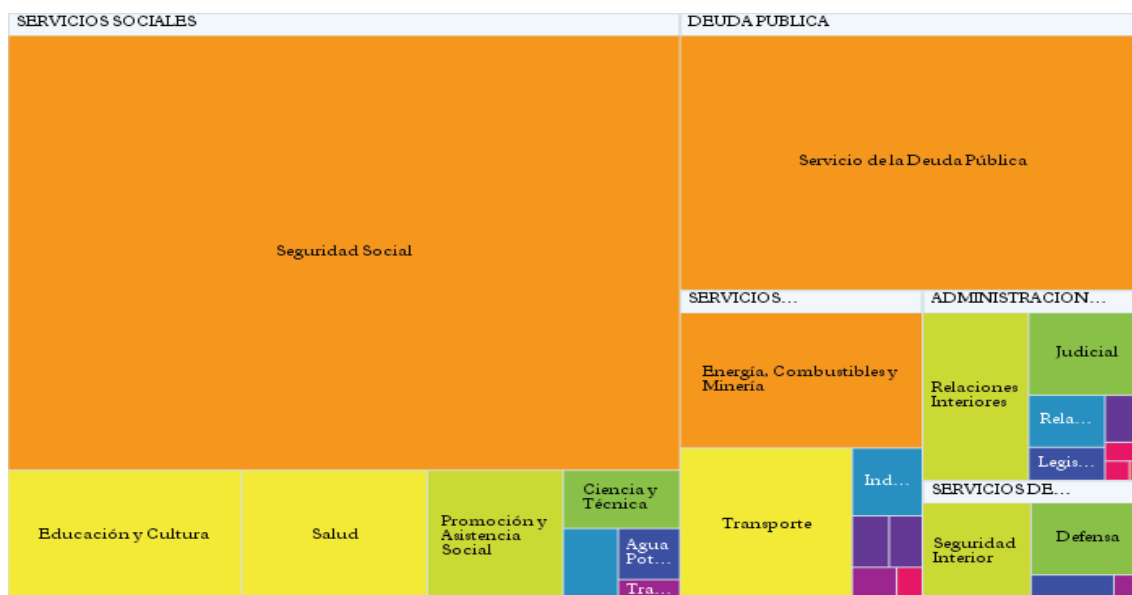 SERVICIOS SOCIALES
DEUDA PUBLICA
Servicio de la Deuda Pública
Seguridad Social
SERVICIOS...
ADMINISTRACION...
Energía, Combustibles y
Minería
Relaciones
Interiores
Judicial
Rela...
Legis...
Educación y Cultura
Salud
Promoción y
Asistencia
Social
Ciencia y
Técnica
Agua
Pot...
Tra...
Transporte
Ind...
SERVICIOS DE...
Seguridad
Interior
Defensa